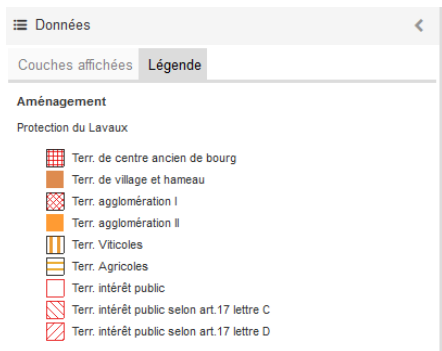 Données
Couches affichées Légende
Aménagement
Protection du Lavaux
Terr. de centre ancien de bourg
Terr. de village et hameau
Terr. agglomération I
Terr. agglomération II
Terr. Viticoles
Terr. Agricoles
Terr. intérêt public
Terr. intérêt public selon art.17 lettre C
Terr. intérêt public selon art.17 lettre D